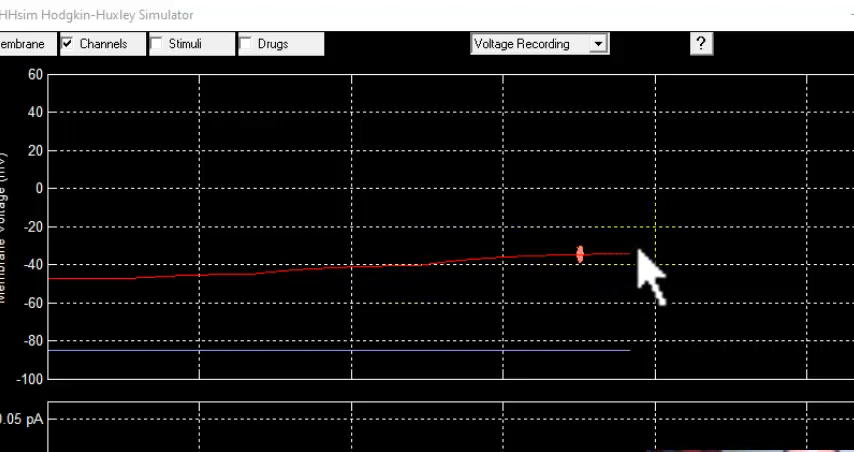 HHsim Hodgkin-Huxley Simulator
embrane Channels Stimuli Drugs Voltage Recording ?
60
40
20
0
-20
-40
-60
-80
-100
Membrane Voltage (mV)
0.05 pA